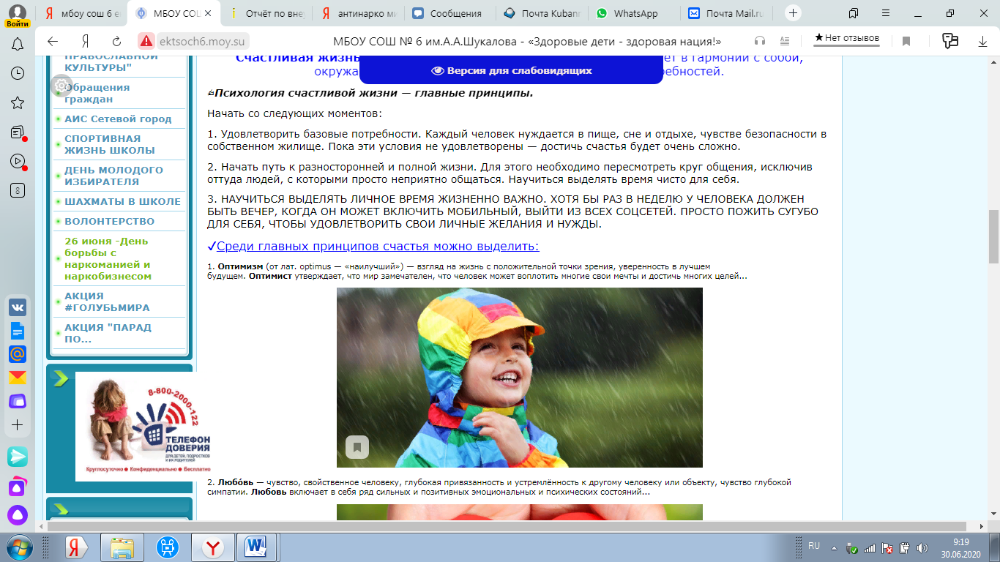 Войти
мбоу сош 6 е
МБОУ СОШ
Отчёт по вне
антинарко ми
Сообщения
Почта Kuban
WhatsApp
Почта Mail.ru
ektsoch6.moy.su
МБОУ СОШ № 6 им.А.А.Шукалова - «Здоровые дети - здоровая нация!»
Нет отзывов
8
ПРАВОСЛАВНОЙ
КУЛЬТУРЫ"
Обращения
граждан
АИС Сетевой город
СПОРТИВНАЯ
ЖИЗНЬ ШКОЛЫ
ДЕНЬ МОЛОДОГО
ИЗБИРАТЕЛЯ
ШАХМАТЫ В ШКОЛЕ
ВОЛОНТЕРСТВО
26 июня -День
борьбы с
наркоманией и
наркобизнесом
АКЦИЯ
#ГОЛУБЬМИРА
АКЦИЯ "ПАРАД
ПО...
8-800-2000-122
ТЕЛЕФОН
ДОВЕРИЯ
ДЛЯ ДЕТЕЙ, ПОДРОСТКОВ
И ИХ РОДИТЕЛЕЙ
Круглосуточно • Конфиденциально • Бесплатно
Счастливая жизнь ет в гармонии с собой,
окружа ребностей.
Версия для слабовидящих
Психология счастливой жизни — главные принципы.
Начать со следующих моментов:
1. Удовлетворить базовые потребности. Каждый человек нуждается в пище, сне и отдыхе, чувстве безопасности в
собственном жилище. Пока эти условия не удовлетворены — достичь счастья будет очень сложно.
2. Начать путь к разносторонней и полной жизни. Для этого необходимо пересмотреть круг общения, исключив
оттуда людей, с которыми просто неприятно общаться. Научиться выделять время чисто для себя.
3. НАУЧИТЬСЯ ВЫДЕЛЯТЬ ЛИЧНОЕ ВРЕМЯ ЖИЗНЕННО ВАЖНО. ХОТЯ БЫ РАЗ В НЕДЕЛЮ У ЧЕЛОВЕКА ДОЛЖЕН
БЫТЬ ВЕЧЕР, КОГДА ОН МОЖЕТ ВКЛЮЧИТЬ МОБИЛЬНЫЙ, ВЫЙТИ ИЗ ВСЕХ СОЦСЕТЕЙ. ПРОСТО ПОЖИТЬ СУГУБО
ДЛЯ СЕБЯ, ЧТОБЫ УДОВЛЕТВОРИТЬ СВОИ ЛИЧНЫЕ ЖЕЛАНИЯ И НУЖДЫ.
✓Среди главных принципов счастья можно выделить:
1. Оптимизм (от лат. optimus — «наилучший») — взгляд на жизнь с положительной точки зрения, уверенность в лучшем
будущем. Оптимист утверждает, что мир замечателен, что человек может воплотить многие свои мечты и достичь многих целей...
2. Любо́вь — чувство, свойственное человеку, глубокая привязанность и устремлённость к другому человеку или объекту, чувство глубокой
симпатии. Любовь включает в себя ряд сильных и позитивных эмоциональных и психических состояний...
RU
9:19
30.06.2020